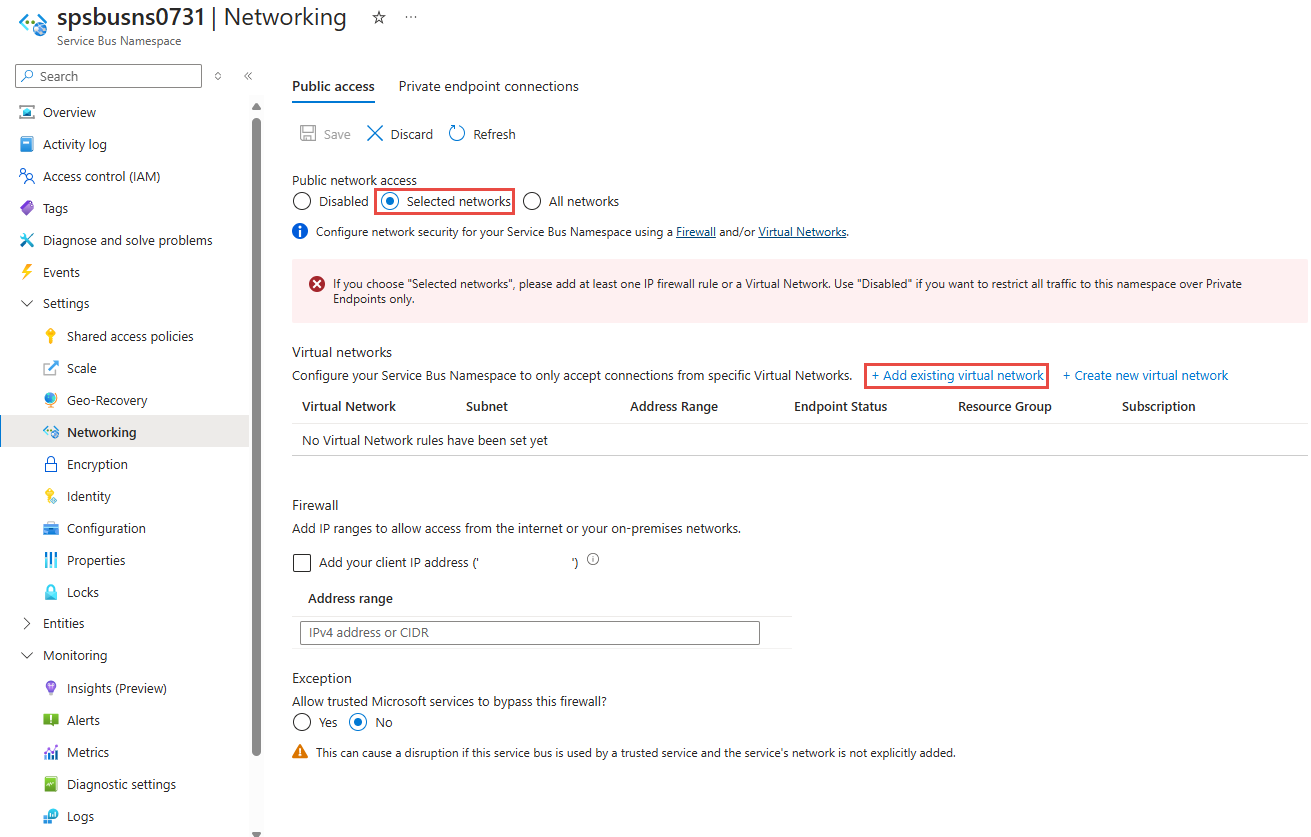 spsbusns0731 | Networking
Service Bus Namespace
Search
Overview
Activity log
Access control (IAM)
Tags
Diagnose and solve problems
Events
Settings
Shared access policies
Scale
Geo-Recovery
Networking
Encryption
Identity
Configuration
Properties
Locks
Entities
Monitoring
Insights (Preview)
Alerts
Metrics
Diagnostic settings
Logs
Public access Private endpoint connections
Save Discard Refresh
Public network access
Disabled Selected networks All networks
Configure network security for your Service Bus Namespace using a Firewall and/or Virtual Networks.
If you choose "Selected networks", please add at least one IP firewall rule or a Virtual Network. Use "Disabled" if you want to restrict all traffic to this namespace over Private
Endpoints only.
Virtual networks
Configure your Service Bus Namespace to only accept connections from specific Virtual Networks. + Add existing virtual network + Create new virtual network
Virtual Network Subnet Address Range Endpoint Status Resource Group Subscription
No Virtual Network rules have been set yet
Firewall
Add IP ranges to allow access from the internet or your on-premises networks.
Add your client IP address (' ')
Address range
IPv4 address or CIDR
Exception
Allow trusted Microsoft services to bypass this firewall?
Yes No
This can cause a disruption if this service bus is used by a trusted service and the service's network is not explicitly added.